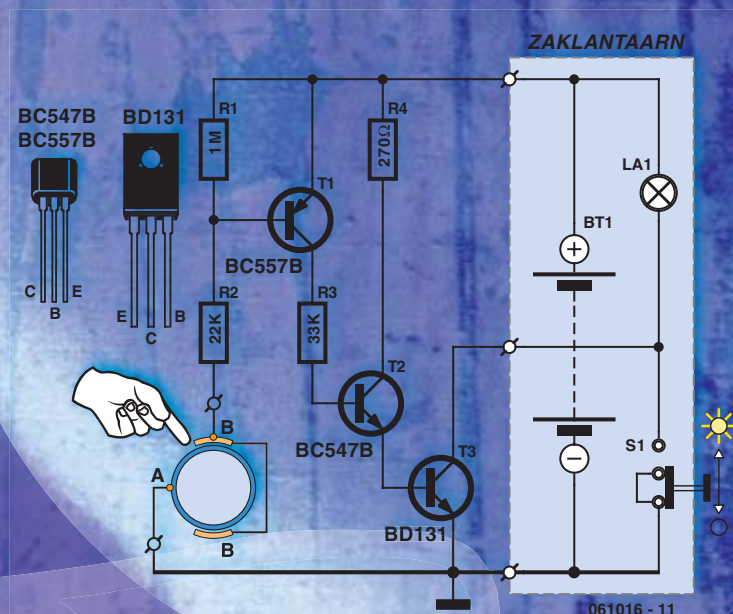 ZAKLANTAARN
BC547B
BC557B
BD131
R1
1M
R4
270Ω
T1
LA1
BT1
BC557B
C
B
E
E
C
B
R2
22K
R3
33K
T2
BC547B
B
A
B
T3
BD131
S1
+
−
061016 - 11